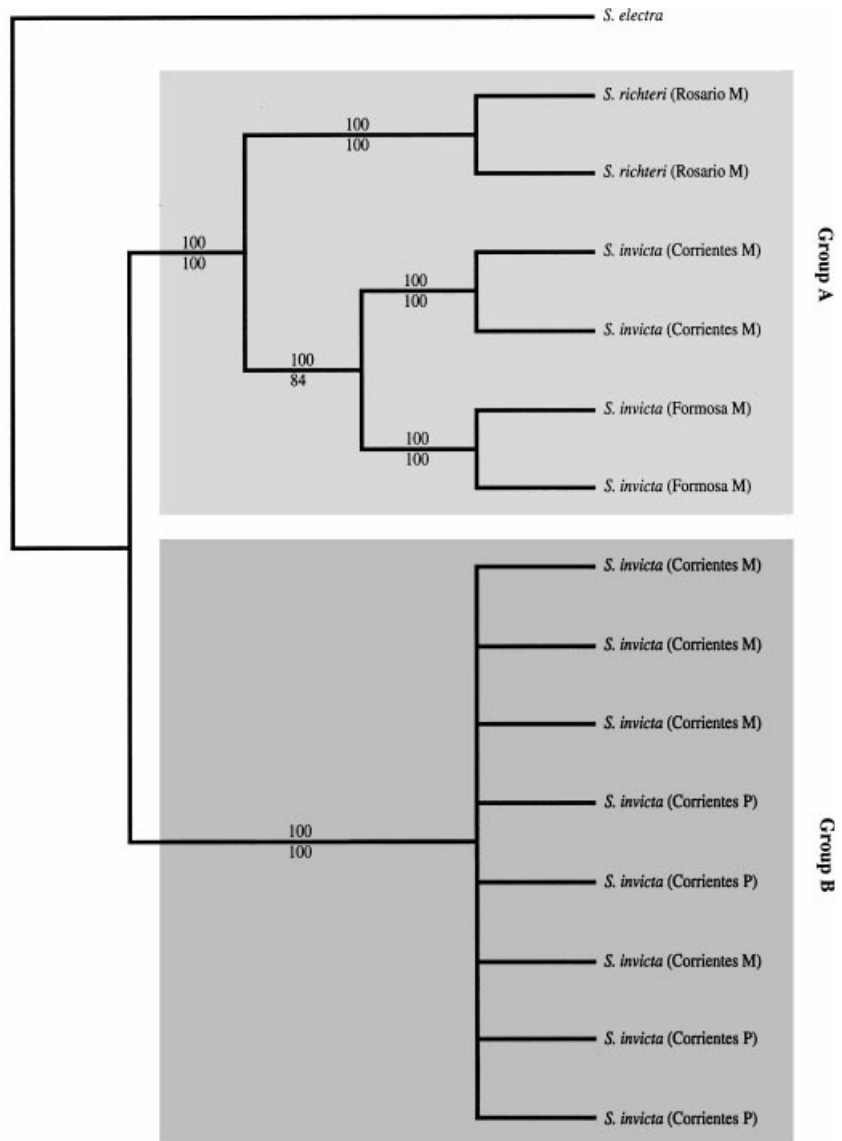 S. electra
S. richteri (Rosario M)
100
100
S. richteri (Rosario M)
100
100
S. invicta (Corrientes M)
100
100
S. invicta (Corrientes M)
100
84
S. invicta (Formosa M)
100
100
S. invicta (Formosa M)
Group A
S. invicta (Corrientes M)
S. invicta (Corrientes M)
S. invicta (Corrientes M)
S. invicta (Corrientes P)
100
100
S. invicta (Corrientes P)
S. invicta (Corrientes M)
S. invicta (Corrientes P)
S. invicta (Corrientes P)
Group B